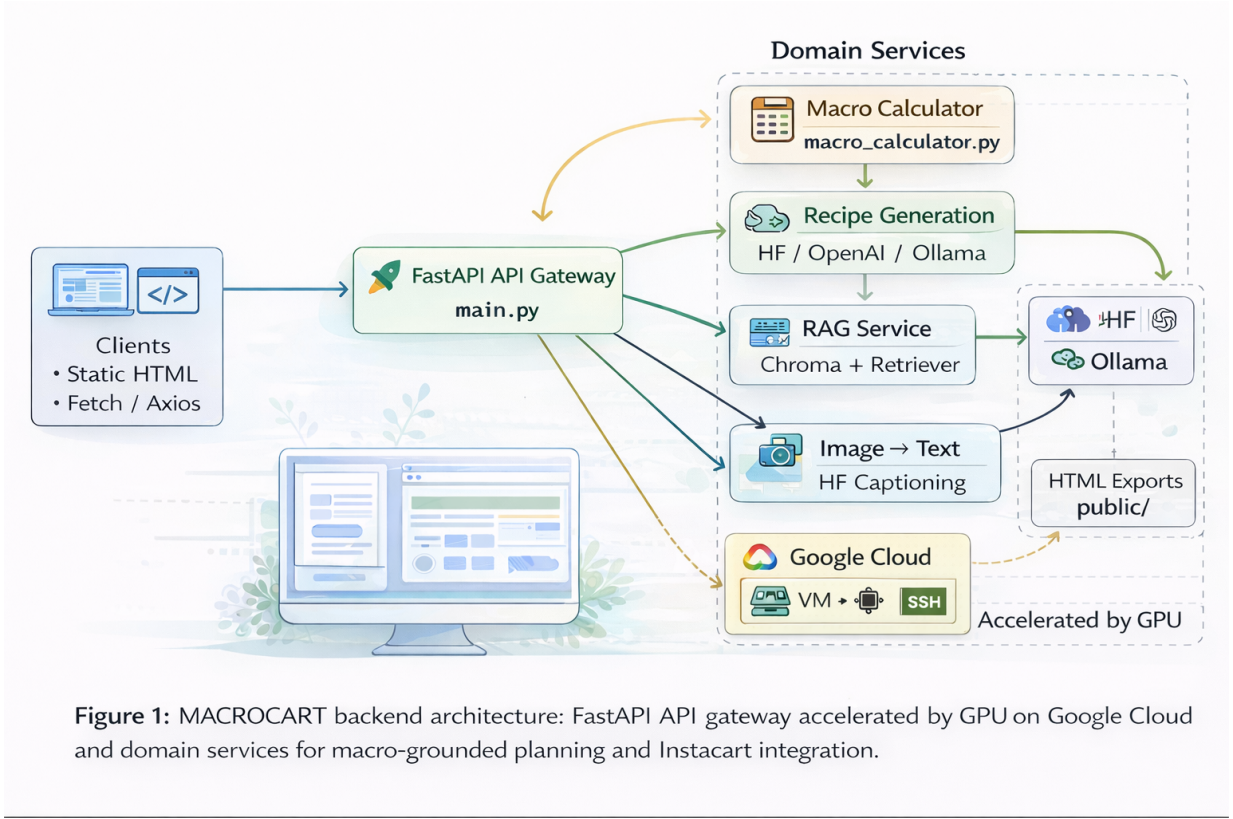 Domain Services
Macro Calculator
macro_calculator.py
Recipe Generation
HF / OpenAI / Ollama
FastAPI API Gateway
main.py
</>
Clients
• Static HTML
• Fetch / Axios
RAG Service
Chroma + Retriever
HF
Ollama
Image → Text
HF Captioning
HTML Exports
public/
Google Cloud
VM
SSH
Accelerated by GPU
Figure 1: MACROCART backend architecture: FastAPI API gateway accelerated by GPU on Google Cloud
and domain services for macro-grounded planning and Instacart integration.